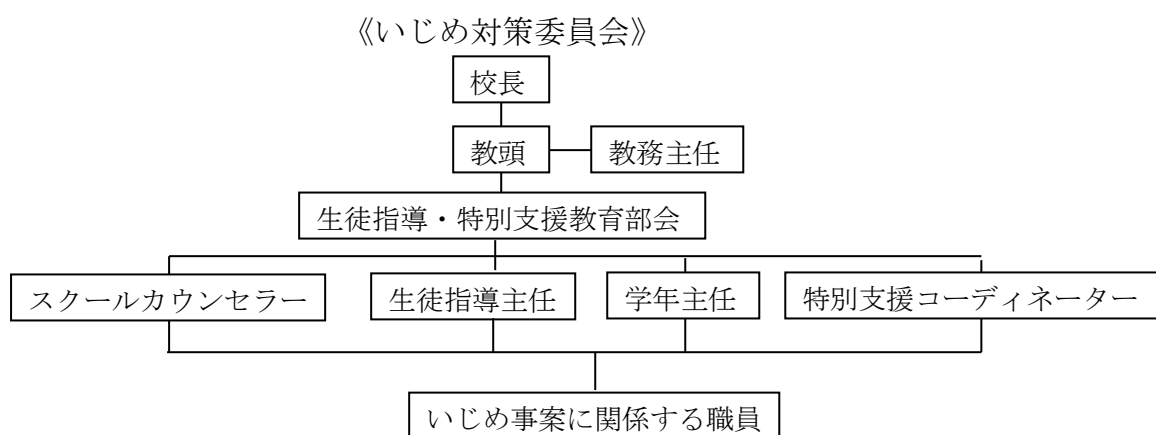 《いじめ対策委員会》
校長
教頭
教務主任
生徒指導・特別支援教育部会
スクールカウンセラー
生徒指導主任
学年主任
特別支援コーディネーター
いじめ事案に関係する職員